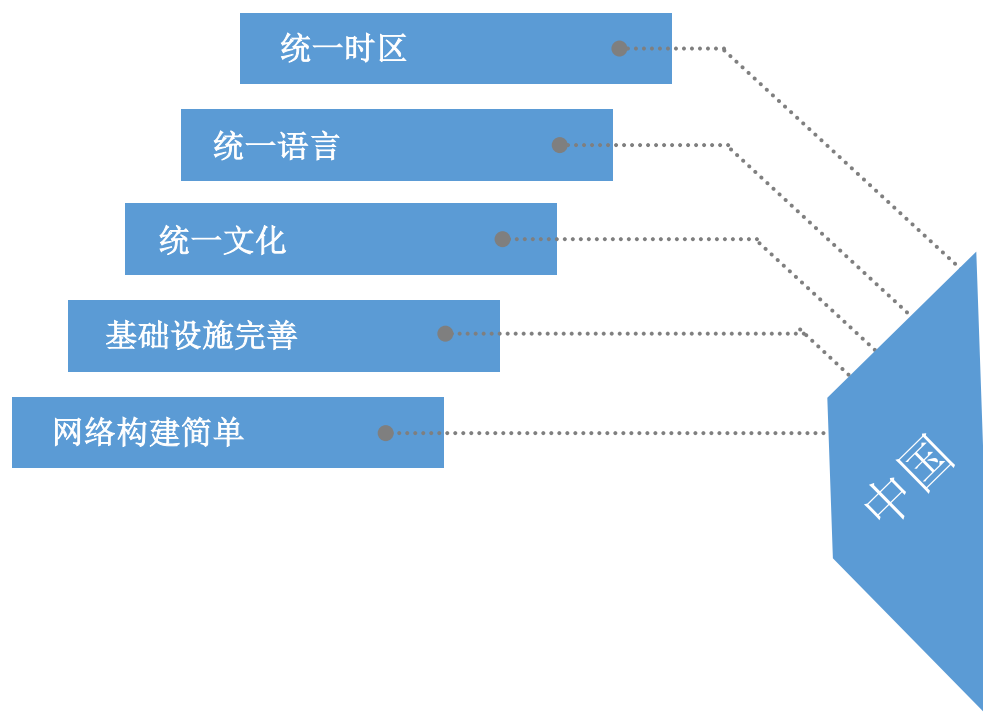 统一时区
统一语言
统一文化
基础设施完善
网络构建简单
中国